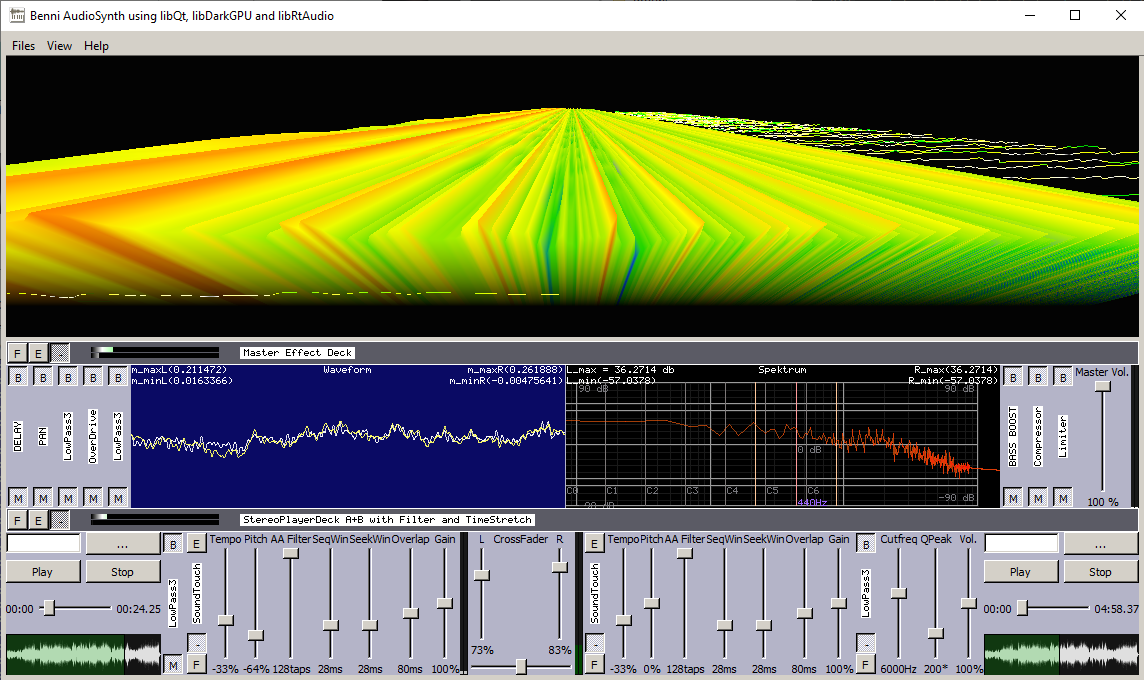 Benni AudioSynth using libQt, libDarkGPU and libRtAudio
Files View Help
F E Master Effect Deck
B B B B B
DELAY
PAN
LowPass3
OverDrive
LowPass3
M M M M M
m_maxL(0.211472) Waveform m_maxR(0.261888)
m_minL(0.0163366) m_minR(-0.00475641)
L_max = 36.2714 db Spektrum R_max(36.2714)
L_min(-57.0378) R_min(-57.0378)
90 dB 90 dB
0 dB
C0 C1 C2 C3 C4 C5 C6 -90 dB
-90 dB 440Hz
B B B Master Vol.
BASS BOOST
Compressor
Limiter
M M M 100 %
F E StereoPlayerDeck A+B with Filter and TimeStretch
... B E
Play Stop
00:00 00:24.25
LowPass3
SoundTouch
M - F
Tempo Pitch AA Filter SeqWin SeekWin Overlap Gain
-33% -64% 128taps 28ms 28ms 80ms 100%
L CrossFader R
73% 83%
E
SoundTouch
- F
Tempo Pitch AA Filter SeqWin SeekWin Overlap Gain
-33% 0% 128taps 28ms 28ms 80ms 100%
B
LowPass3
- F
Cutfreq QPeak Vol.
6000Hz 200* 100%
...
Play Stop
00:00 04:58.37